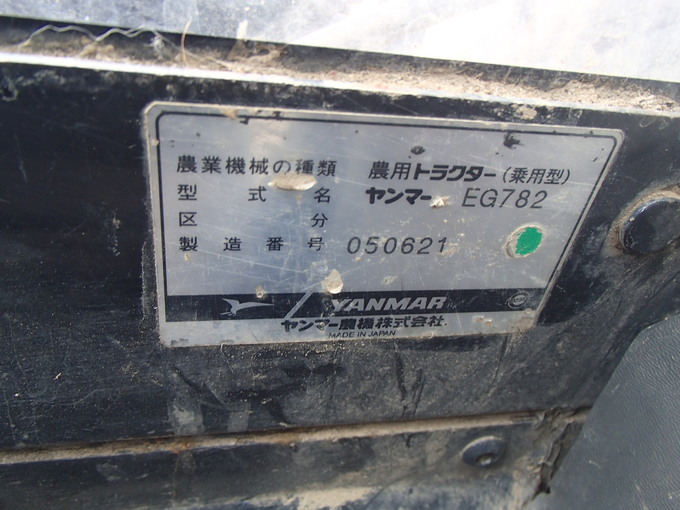 農業機械の種類 農用トラクター(乗用型)
型式名 ヤンマー EG782
区分
製造番号 050621
YANMAR
ヤンマー農機株式会社
MADE IN JAPAN